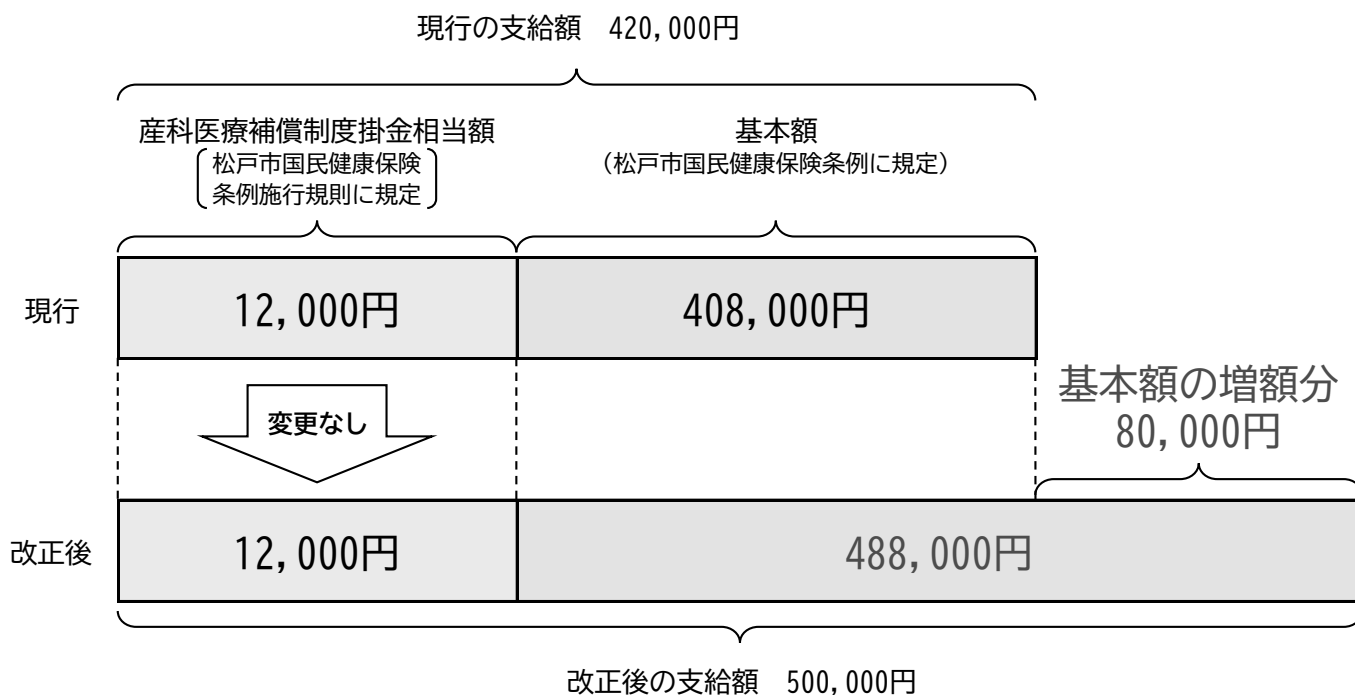 現行の支給額　420,000円
産科医療補償制度掛金相当額
松戸市国民健康保険
条例施行規則に規定
基本額
（松戸市国民健康保険条例に規定）
現行
12,000円
408,000円
変更なし
基本額の増額分
80,000円
改正後
12,000円
488,000円
改正後の支給額　500,000円